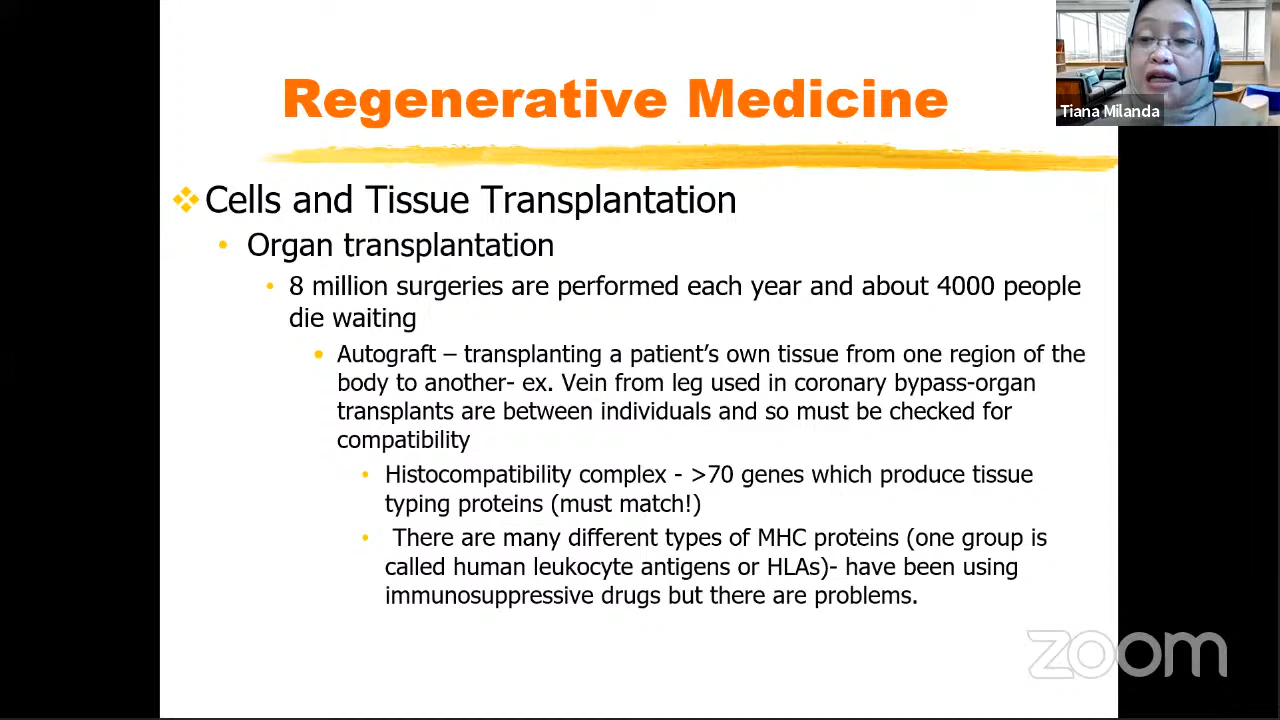 Regenerative Medicine
Tiana Milanda
Cells and Tissue Transplantation
• Organ transplantation
• 8 million surgeries are performed each year and about 4000 people
die waiting
• Autograft – transplanting a patient’s own tissue from one region of the
body to another- ex. Vein from leg used in coronary bypass-organ
transplants are between individuals and so must be checked for
compatibility
• Histocompatibility complex - >70 genes which produce tissue
typing proteins (must match!)
• There are many different types of MHC proteins (one group is
called human leukocyte antigens or HLAs)- have been using
immunosuppressive drugs but there are problems.
zoom